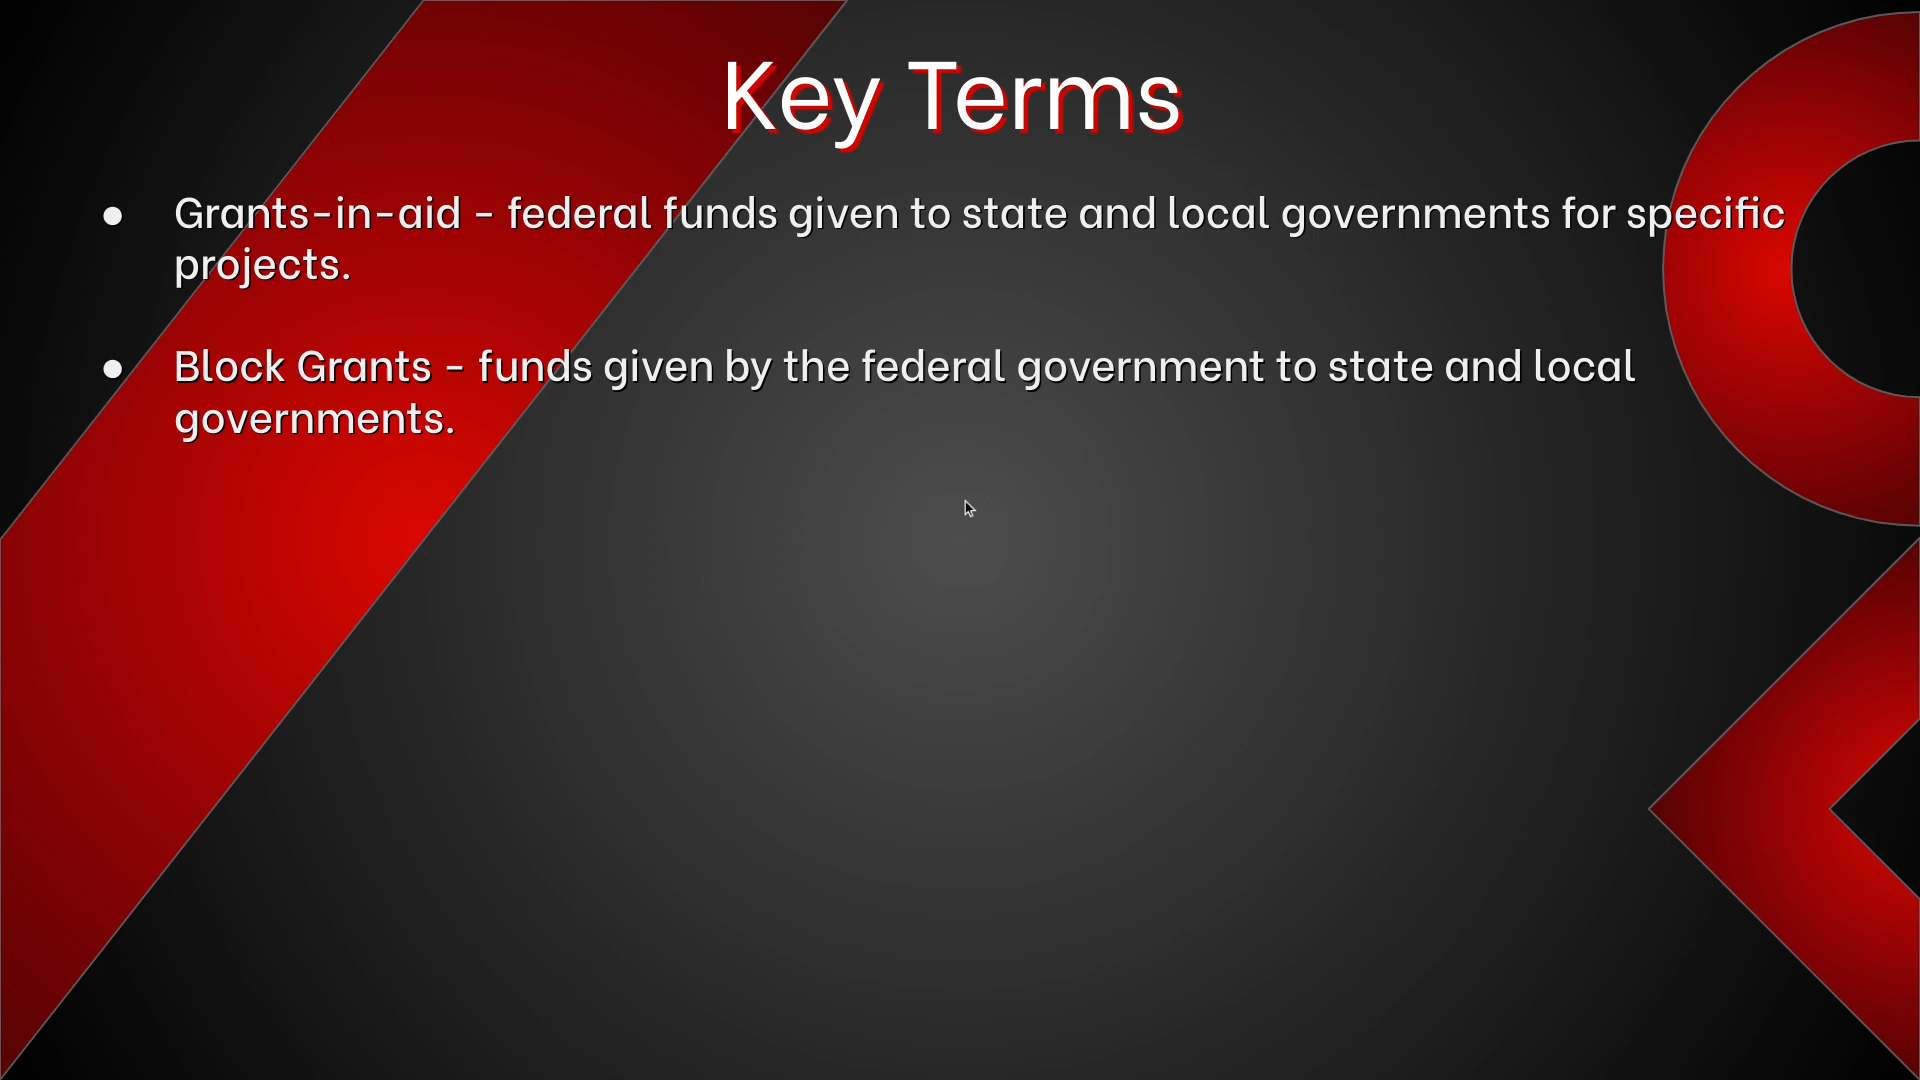 Key Terms
● Grants-in-aid - federal funds given to state and local governments for specific
projects.
● Block Grants - funds given by the federal government to state and local
governments.